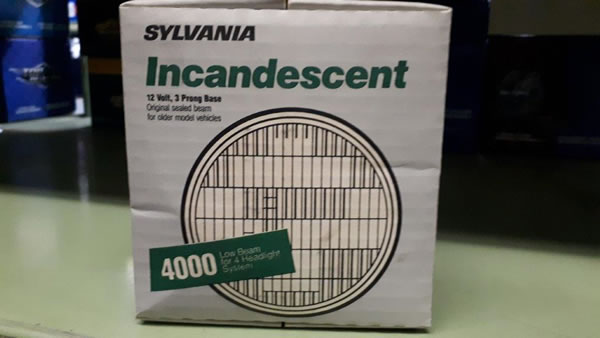 SYLVANIA
Incandescent
12 Volt, 3 Prong Base
Original sealed beam
for older model vehicles
4000
Low Beam
for 4 Headlight
System